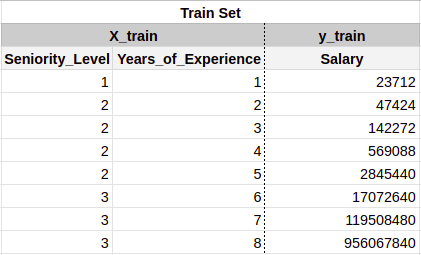 Train Set
X_train y_train
Seniority_Level Years_of_Experience Salary
1 1 23712
2 2 47424
2 3 142272
2 4 569088
2 5 2845440
3 6 17072640
3 7 119508480
3 8 956067840